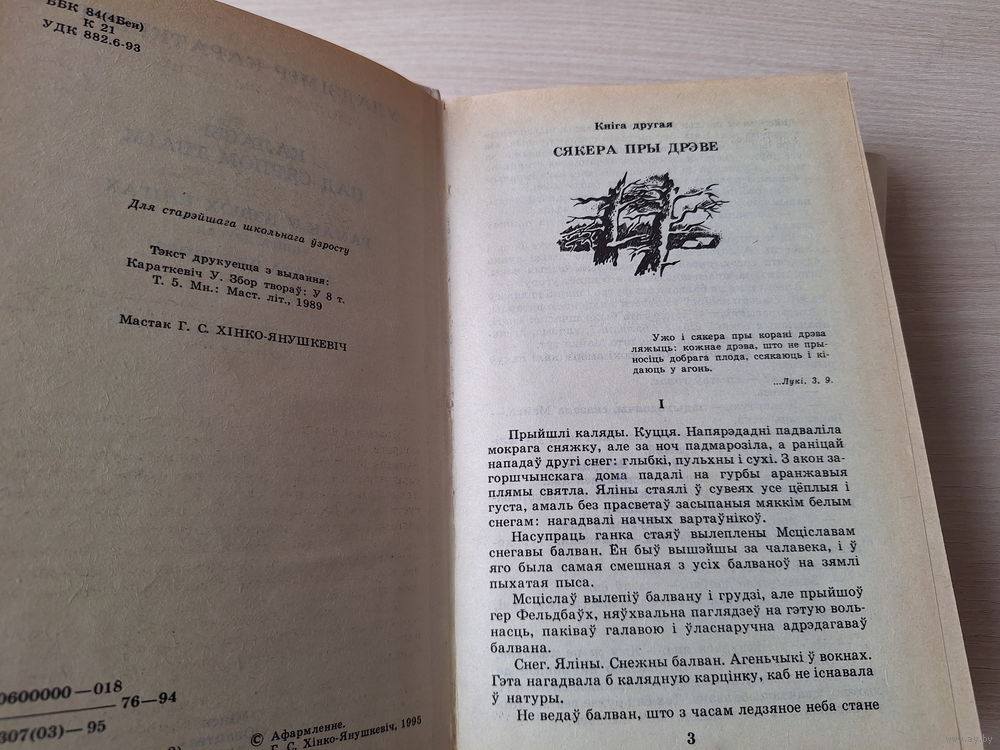 ББК 84(4Беи)
К 21
УДК 882.6-93
Для старэйшага школьнага ўзросту
Тэкст друкуецца з выдання:
Караткевіч У. Збор твораў: У 8 т.
Т. 5. Мн.: Маст. літ., 1989
Мастак Г. С. ХІНКО-ЯНУШКЕВІЧ
0600000—018
76—94
307(03)—95
© Афармленне.
Г. С. Хінко-Янушкевіч, 1995
Кніга другая
СЯКЕРА ПРЫ ДРЭВЕ
Ужо і сякера пры корані дрэва
ляжыць: кожнае дрэва, што не пры-
носіць добрага плода, ссякаюць і кі-
даюць у агонь.
...Лукі. 3. 9.
I
Прыйшлі каляды. Куцця. Напярэдадні падваліла
мокрага сняжку, але за ноч падмарозіла, а раніцай
нападаў другі снег: глыбкі, пульхны і сухі. З акон за-
горшчынскага дома падалі на гурбы аранжавыя
плямы святла. Яліны стаялі ў сувеях усе цёплыя і
густа, амаль без прасветаў засыпаныя мяккім белым
снегам: нагадвалі начных вартаўнікоў.
Насупраць ганка стаяў вылеплены Мсціславам
снегавы балван. Ён быў вышэйшы за чалавека, і ў
яго была самая смешная з усіх балваноў на зямлі
пыхатая пыса.
Мсціслаў вылепіў балвану і грудзі, але прыйшоў
гер Фельдбаўх, няўхвальна паглядзеў на гэтую воль-
насць, паківаў галавою і ўласнаручна адрэдагаваў
балвана.
Снег. Яліны. Снежны балван. Агеньчыкі ў вокнах.
Гэта нагадвала б калядную карцінку, каб не існавала
ў натуры.
Не ведаў балван, што з часам ледзяное неба стане
3
www.ay.by